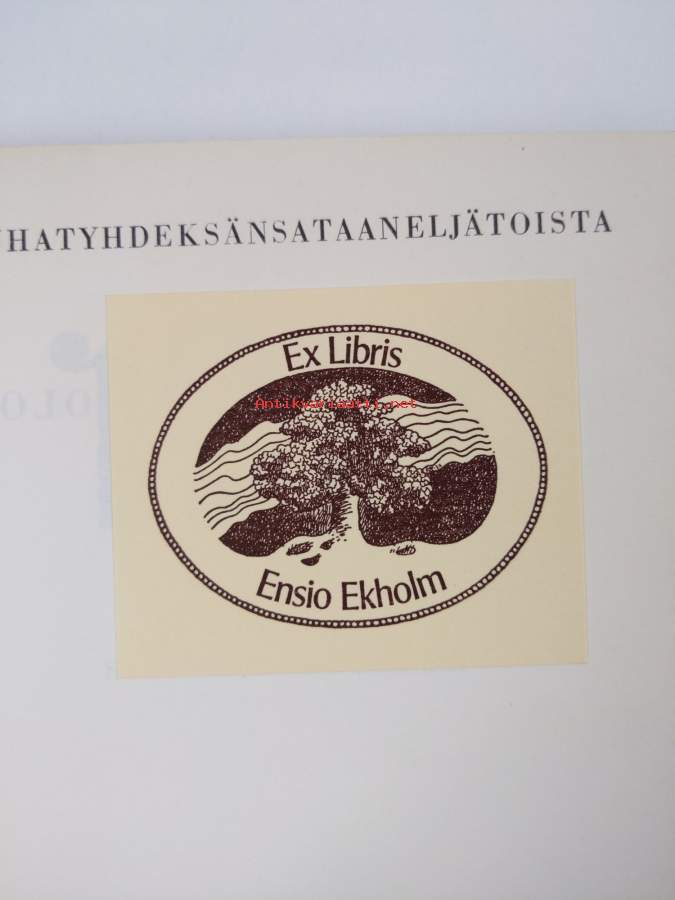 HATYHDEKSÄNSATAANELJÄTOISTA
Ex Libris
Antikvariaatti.net
Ensio Ekholm